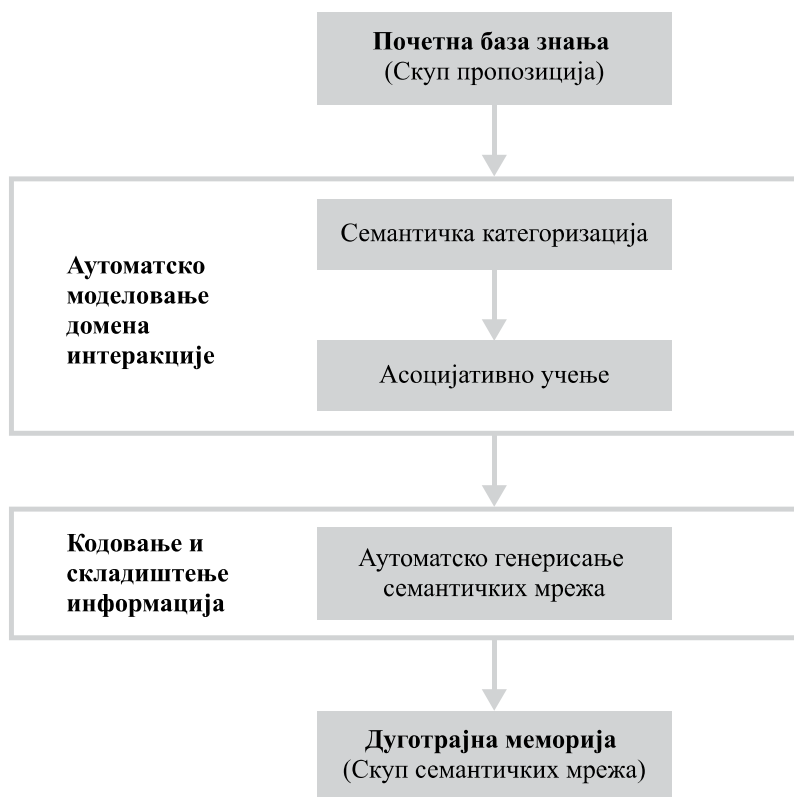 Почетна база знања
(Скуп пропозиција)
Семантичка категоризација
Аутоматско
моделовање
домена
интеракције
Асоцијативно учење
Кодовање и
складиштење
информација
Аутоматско генерисање
семантичких мрежа
Дуготрајна меморија
(Скуп семантичких мрежа)